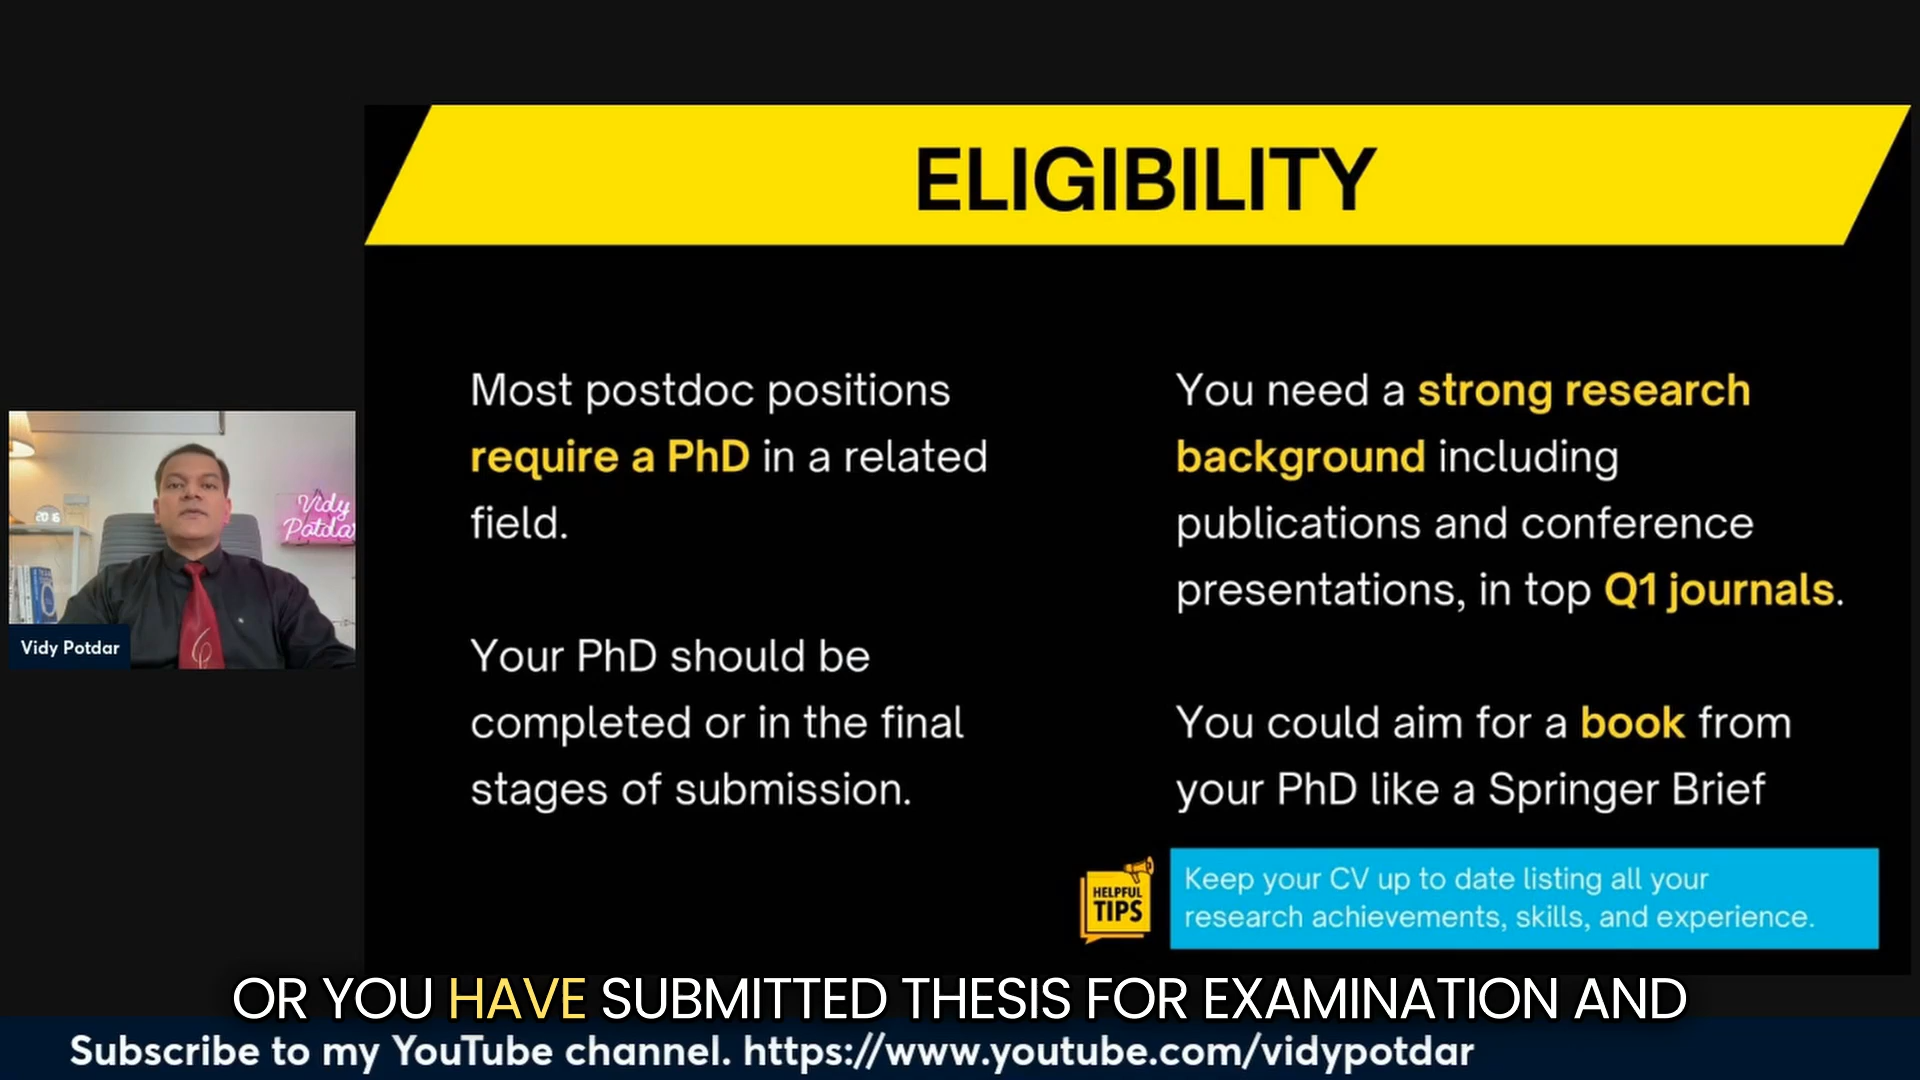 ELIGIBILITY
Most postdoc positions
require a PhD in a related
field.
Your PhD should be
completed or in the final
stages of submission.
You need a strong research
background including
publications and conference
presentations, in top Q1 journals.
You could aim for a book from
your PhD like a Springer Brief
HELPFUL
TIPS
Keep your CV up to date listing all your
research achievements, skills, and experience.
Vidy
Potdar
20 16
Vidy Potdar
OR YOU HAVE SUBMITTED THESIS FOR EXAMINATION AND
Subscribe to my YouTube channel. https://www.youtube.com/vidypotdar